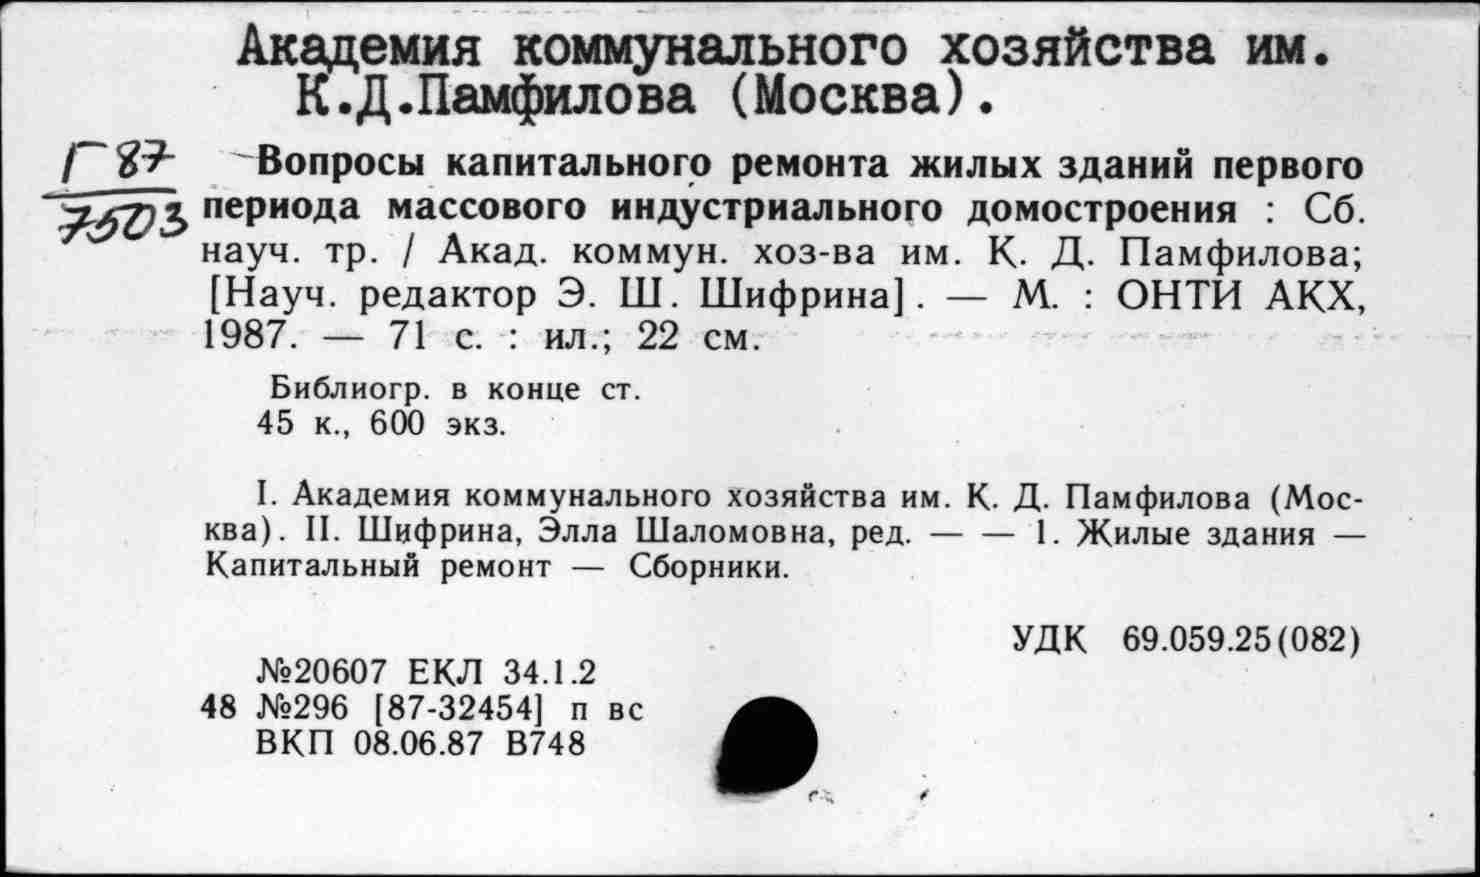 Академия коммунального хозяйства им.
К.Д.Памфилова (Москва).
Г 87
7503
Вопросы капитального ремонта жилых зданий первого
периода массового индустриального домостроения : Сб.
науч. тр. / Акад. коммун. хоз-ва им. К. Д. Памфилова;
[Науч. редактор Э. Ш. Шифрина]. — М. : ОНТИ АКХ,
1987. — 71 с. : ил.; 22 см.
Библиогр. в конце ст.
45 к., 600 экз.
I. Академия коммунального хозяйства им. К. Д. Памфилова (Мос-
ква). II. Шифрина, Элла Шаломовна, ред. — — 1. Жилые здания —
Капитальный ремонт — Сборники.
УДК 69.059.25(082)
№20607 ЕКЛ 34.1.2
48 №296 [87-32454] п вс
ВКП 08.06.87 В748